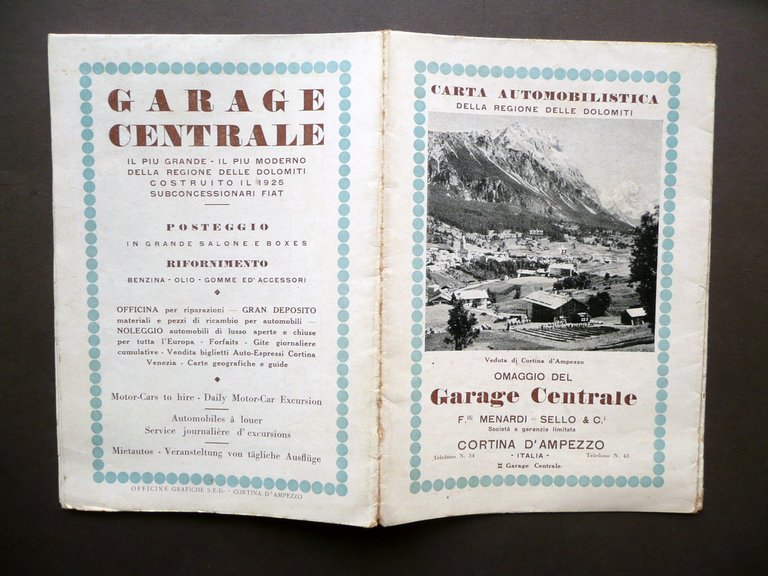 GARAGE
CENTRALE
IL PIU GRANDE - IL PIU MODERNO
DELLA REGIONE DELLE DOLOMITI
COSTRUITO IL 1925
SUBCONCESSIONARI FIAT
POSTEGGIO
IN GRANDE SALONE E BOXES
RIFORNIMENTO
BENZINA - OLIO - GOMME ED' ACCESSORI
OFFICINA per riparazioni — GRAN DEPOSITO
materiali e pezzi di ricambio per automobili —
NOLEGGIO automobili di lusso aperte e chiuse
per tutta l'Europa - Forfaits - Gite giornaliere
cumulative - Vendita biglietti Auto-Espressi Cortina
Venezia - Carte geografiche e guide
Motor-Cars to hire - Daily Motor-Car Excursion
Automobiles à louer
Service journalière d'excursions
Mietautos - Veransteltung von tägliche Ausflüge
OFFICINE GRAFICHE S.E.D. - CORTINA D'AMPEZZO
CARTA AUTOMOBILISTICA
DELLA REGIONE DELLE DOLOMITI
Veduta di Cortina d'Ampezzo
OMAGGIO DEL
Garage Centrale
F.lli MENARDI - SELLO & C.i
Società a garanzia limitata
CORTINA D'AMPEZZO
Telefono N. 14 - ITALIA - Telefono N. 43
Garage Centrale